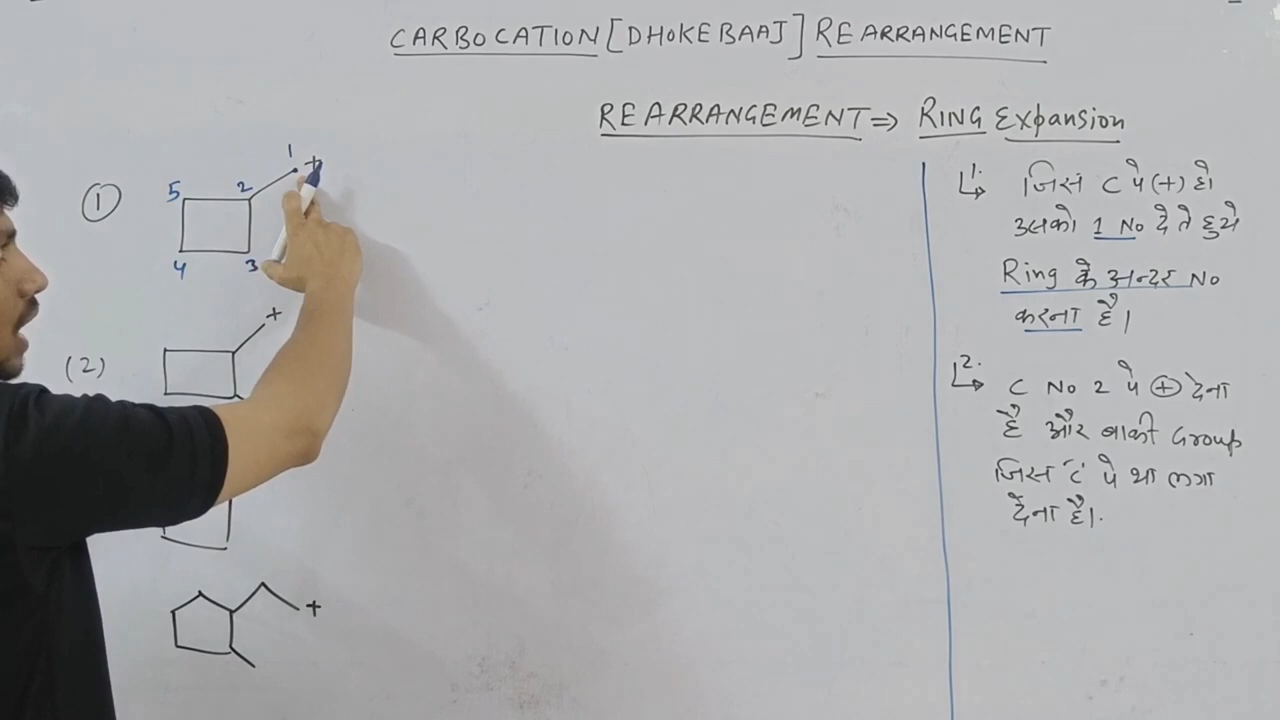 CARBOCATION [DHOKEBAAJ] REARRANGEMENT
REARRANGEMENT ⇒ RING Expansion
1
+
①
5
2
4
3
+
(2)
+
1.
जिस C पे (+) हो
उसको 1 No देते हुये
Ring के अन्दर No
करना है।
2.
C No 2 पे ⊕ देना
है और बाकी Group
जिस 'C' पे था लगा
देना है।.